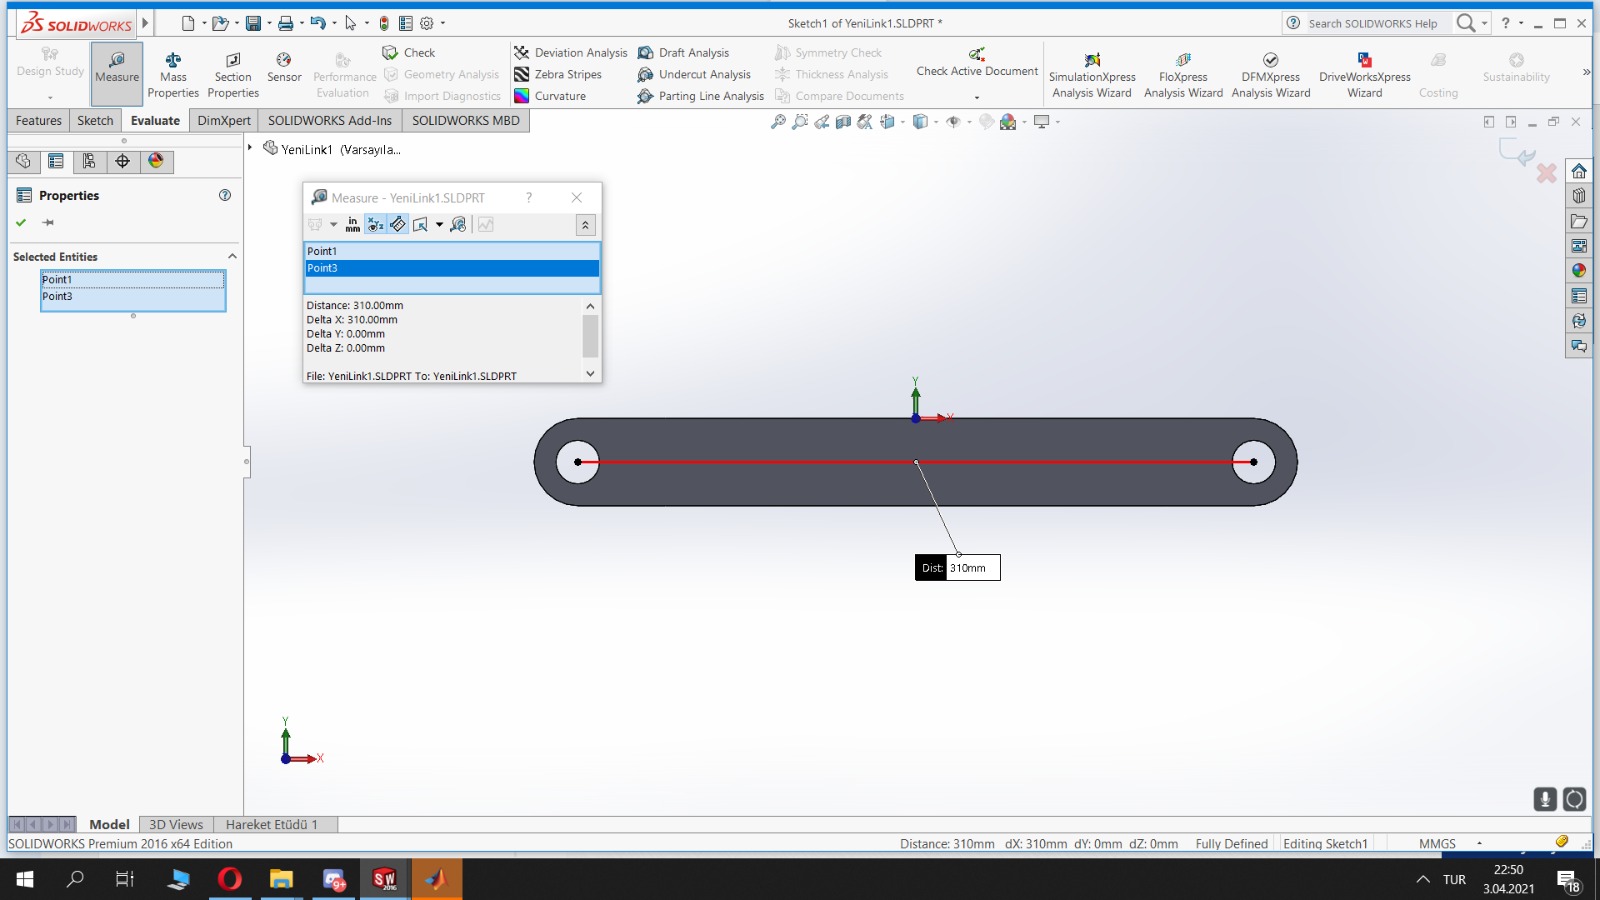 SOLIDWORKS
Sketch1 of YeniLink1.SLDPRT *
Search SOLIDWORKS Help
Design Study
Measure
Mass Properties
Section Properties
Sensor
Performance Evaluation
Check
Geometry Analysis
Import Diagnostics
Deviation Analysis
Zebra Stripes
Curvature
Draft Analysis
Undercut Analysis
Parting Line Analysis
Symmetry Check
Thickness Analysis
Compare Documents
Check Active Document
SimulationXpress Analysis Wizard
FloXpress Analysis Wizard
DFMXpress Analysis Wizard
DriveWorksXpress Wizard
Costing
Sustainability
Features
Sketch
Evaluate
DimXpert
SOLIDWORKS Add-Ins
SOLIDWORKS MBD
YeniLink1 (Varsayıla...
Properties
Selected Entities
Point1
Point3
Measure - YeniLink1.SLDPRT
in
mm
Point1
Point3
Distance: 310.00mm
Delta X: 310.00mm
Delta Y: 0.00mm
Delta Z: 0.00mm
File: YeniLink1.SLDPRT To: YeniLink1.SLDPRT
Y
X
Dist: 310mm
Y
X
Model
3D Views
Hareket Etüdü 1
SOLIDWORKS Premium 2016 x64 Edition
Distance: 310mm dX: 310mm dY: 0mm dZ: 0mm
Fully Defined
Editing Sketch1
MMGS
9+
SW
2016
TUR
22:50
3.04.2021
18